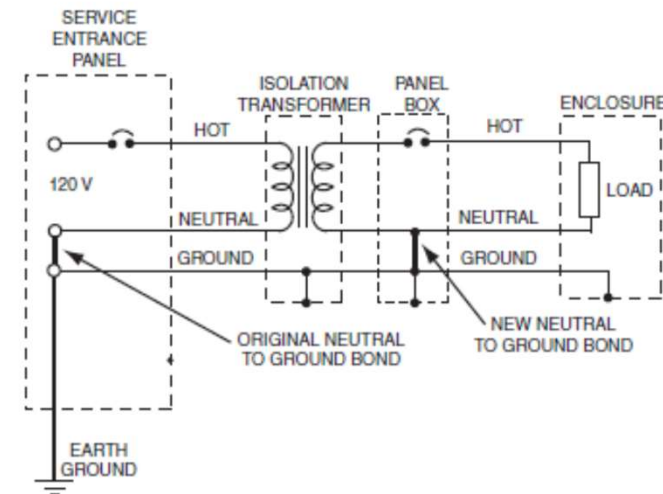 SERVICE
ENTRANCE
PANEL
ISOLATION
TRANSFORMER
PANEL
BOX
ENCLOSURE
HOT
HOT
120 V
LOAD
NEUTRAL
NEUTRAL
GROUND
GROUND
ORIGINAL NEUTRAL
TO GROUND BOND
NEW NEUTRAL
TO GROUND BOND
EARTH
GROUND